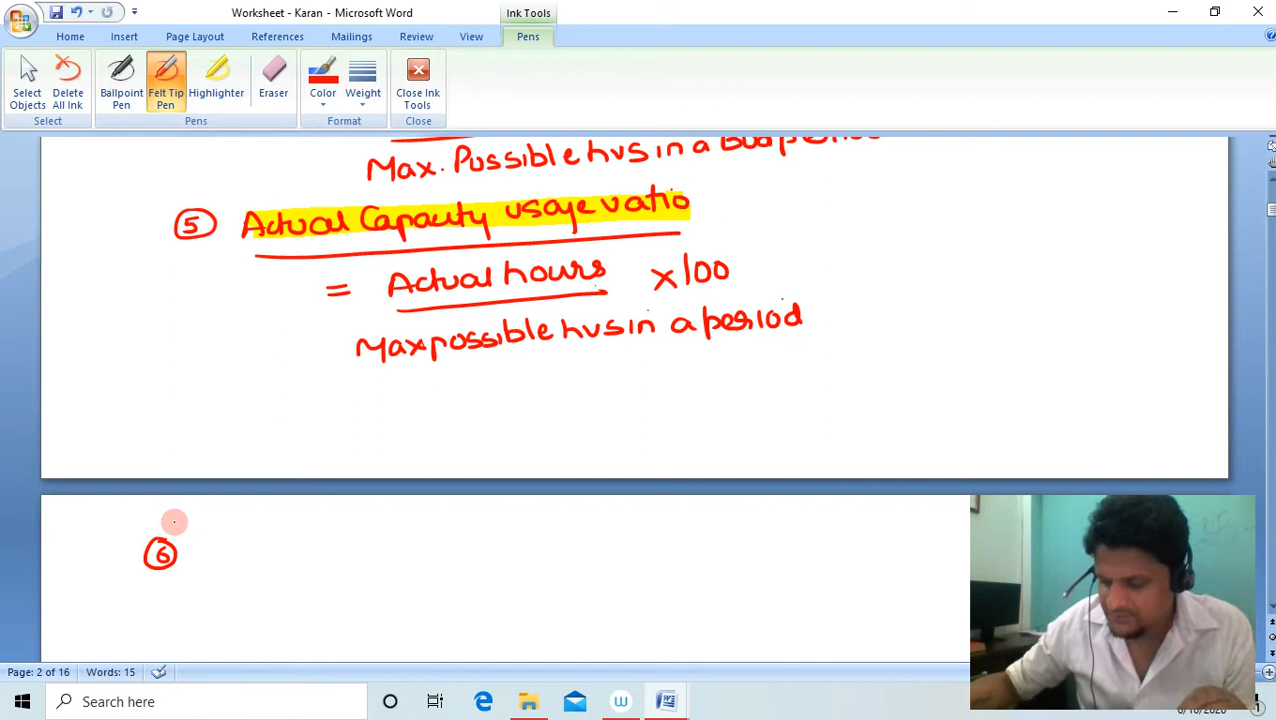 Worksheet - Karan - Microsoft Word
Ink Tools
Home Insert Page Layout References Mailings Review View Pens
Select Objects
Delete All Ink
Ballpoint Pen
Felt Tip Pen
Highlighter
Eraser
Color
Weight
Close Ink Tools
Select Pens Format Close
Max. Possible hrs in a
5 Actual Capacity usage ratio
= Actual hours ×100
Max possible hrs in a period
6
Page: 2 of 16 Words: 15
Search here